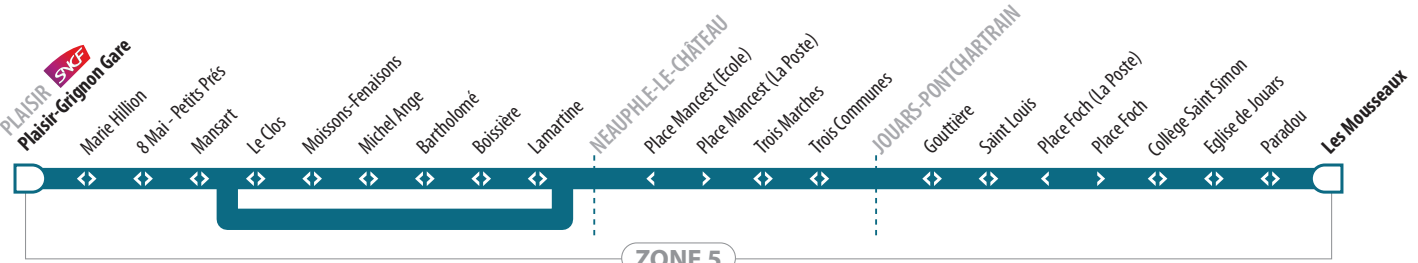 PLAISIR
SNCF
Plaisir-Grignon Gare
Marie Hillion
8 Mai - Petits Prés
Mansart
Le Clos
Moissons-Fenaisons
Michel Ange
Bartholomé
Boissière
Lamartine
NEAUPHLE-LE-CHÂTEAU
Place Mancest (Ecole)
Place Mancest (La Poste)
Trois Marches
Trois Communes
JOUARS-PONTCHARTRAIN
Gouttière
Saint Louis
Place Foch (La Poste)
Place Foch
Collège Saint Simon
Eglise de Jouars
Paradou
Les Mousseaux
ZONE 5